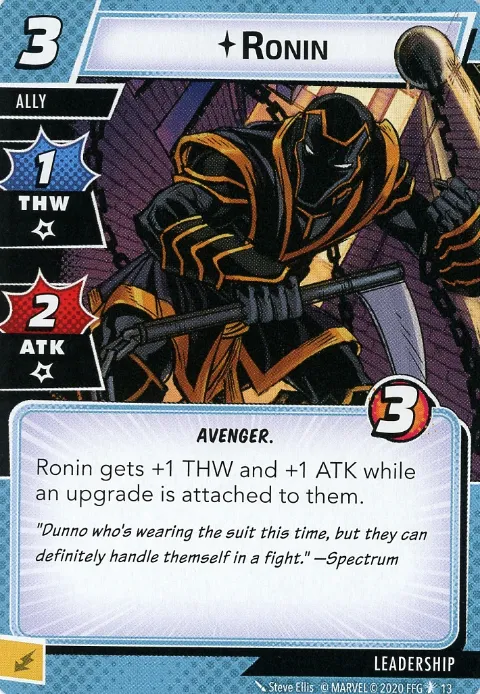 3
RONIN
ALLY
1
THW
2
ATK
3
AVENGER.
Ronin gets +1 THW and +1 ATK while
an upgrade is attached to them.
"Dunno who's wearing the suit this time, but they can
definitely handle themself in a fight." —Spectrum
LEADERSHIP
Steve Ellis © MARVEL © 2020 FFG 13